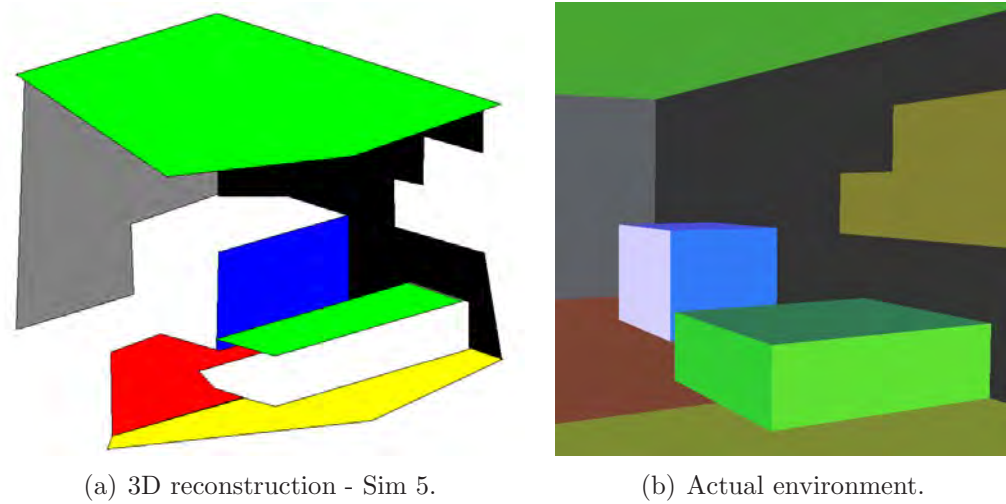 (a) 3D reconstruction - Sim 5.
(b) Actual environment.